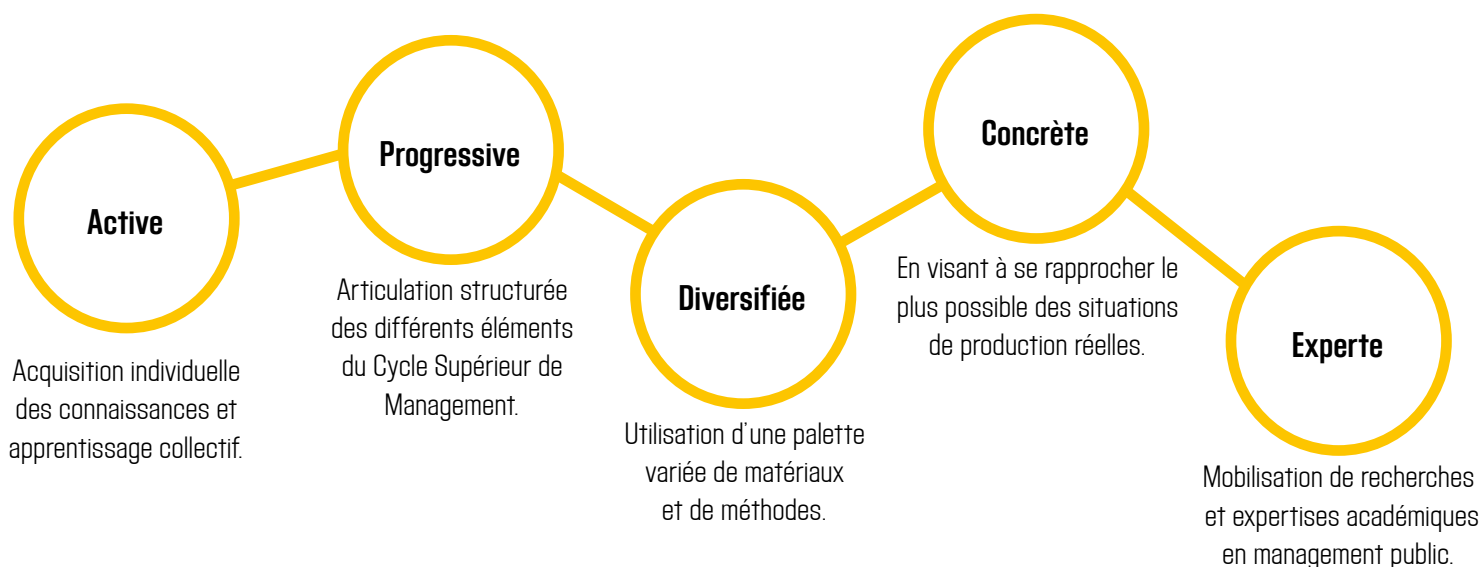 Active
Acquisition individuelle
des connaissances et
apprentissage collectif.
Progressive
Articulation structurée
des différents éléments
du Cycle Supérieur de
Management.
Diversifiée
Utilisation d'une palette
variée de matériaux
et de méthodes.
Concrète
En visant à se rapprocher le
plus possible des situations
de production réelles.
Experte
Mobilisation de recherches
et expertises académiques
en management public.